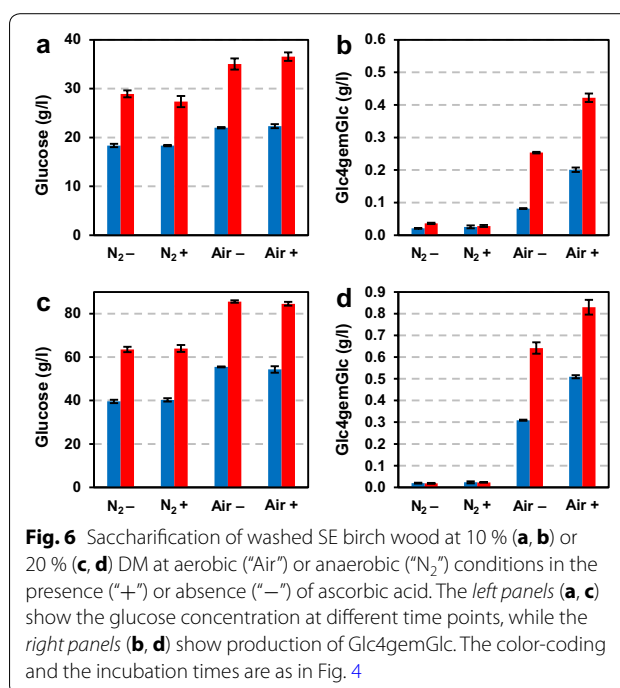 a
Glucose (g/l)
40
30
20
10
0
N₂ – N₂ + Air – Air +
b
Glc4gemGlc (g/l)
0.6
0.5
0.4
0.3
0.2
0.1
0.0
N₂ – N₂ + Air – Air +
c
Glucose (g/l)
80
60
40
20
0
N₂ – N₂ + Air – Air +
d
Glc4gemGlc (g/l)
0.9
0.8
0.7
0.6
0.5
0.4
0.3
0.2
0.1
0.0
N₂ – N₂ + Air – Air +
Fig. 6 Saccharification of washed SE birch wood at 10 % (a, b) or
20 % (c, d) DM at aerobic (“Air”) or anaerobic (“N₂”) conditions in the
presence (“+”) or absence (“−”) of ascorbic acid. The left panels (a, c)
show the glucose concentration at different time points, while the
right panels (b, d) show production of Glc4gemGlc. The color-coding
and the incubation times are as in Fig. 4